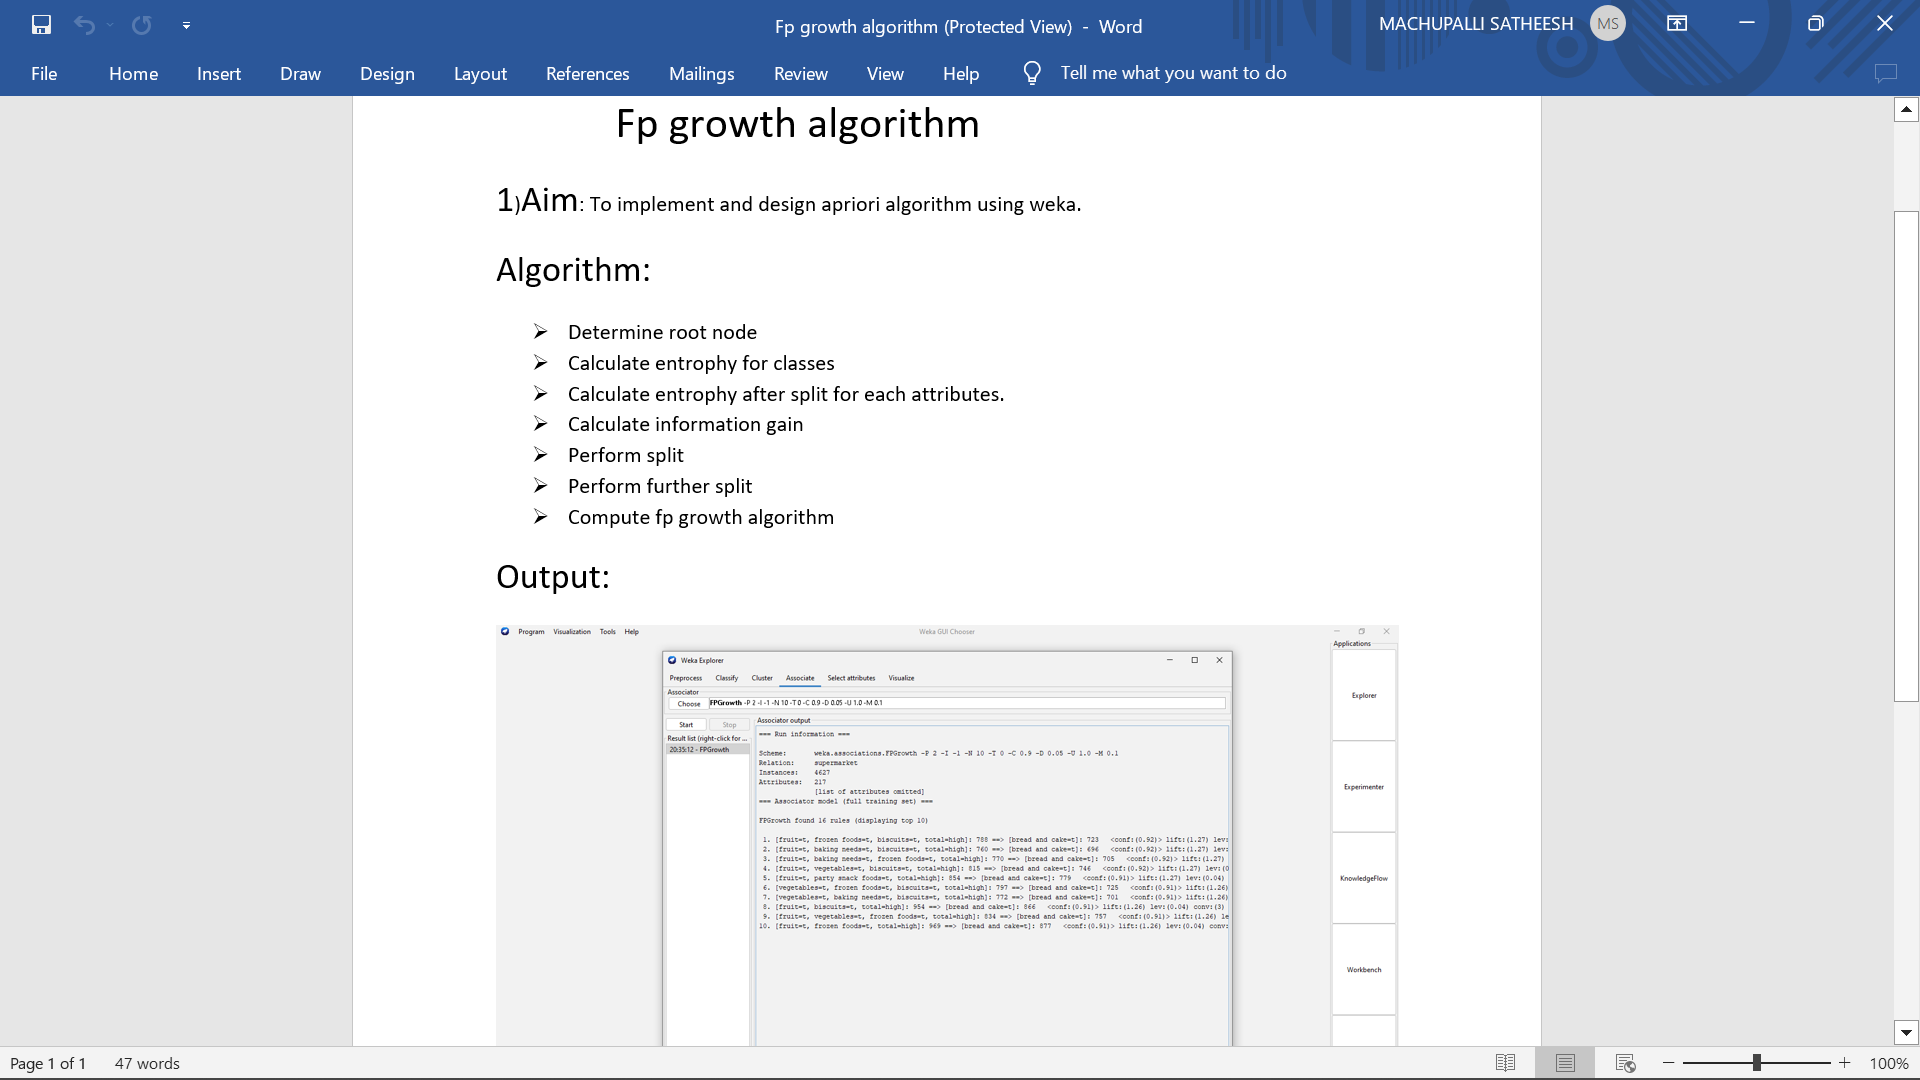 Fp growth algorithm (Protected View) - Word
MACHUPALLI SATHEESH MS
File Home Insert Draw Design Layout References Mailings Review View Help Tell me what you want to do
Fp growth algorithm
1)Aim: To implement and design apriori algorithm using weka.
Algorithm:
Determine root node
Calculate entrophy for classes
Calculate entrophy after split for each attributes.
Calculate information gain
Perform split
Perform further split
Compute fp growth algorithm
Output:
Program Visualization Tools Help Weka GUI Chooser
Applications
Weka Explorer
Preprocess Classify Cluster Associate Select attributes Visualize
Associator
Choose FPGrowth -P 2 -I -1 -N 10 -T 0 -C 0.9 -D 0.05 -U 1.0 -M 0.1
Start Stop
Associator output
Result list (right-click for ...
20:35:12 - FPGrowth
=== Run information ===
Scheme: weka.associations.FPGrowth -P 2 -I -1 -N 10 -T 0 -C 0.9 -D 0.05 -U 1.0 -M 0.1
Relation: supermarket
Instances: 4627
Attributes: 217
[list of attributes omitted]
=== Associator model (full training set) ===
FPGrowth found 16 rules (displaying top 10)
1. [fruit=t, frozen foods=t, biscuits=t, total=high]: 788 ==> [bread and cake=t]: 723 <conf:(0.92)> lift:(1.27) lev:
2. [fruit=t, baking needs=t, biscuits=t, total=high]: 760 ==> [bread and cake=t]: 696 <conf:(0.92)> lift:(1.27) lev:
3. [fruit=t, baking needs=t, frozen foods=t, total=high]: 770 ==> [bread and cake=t]: 705 <conf:(0.92)> lift:(1.27)
4. [fruit=t, vegetables=t, biscuits=t, total=high]: 815 ==> [bread and cake=t]: 746 <conf:(0.92)> lift:(1.27) lev:(0
5. [fruit=t, party snack foods=t, total=high]: 854 ==> [bread and cake=t]: 779 <conf:(0.91)> lift:(1.27) lev:(0.04)
6. [vegetables=t, frozen foods=t, biscuits=t, total=high]: 797 ==> [bread and cake=t]: 725 <conf:(0.91)> lift:(1.26)
7. [vegetables=t, baking needs=t, biscuits=t, total=high]: 772 ==> [bread and cake=t]: 701 <conf:(0.91)> lift:(1.26)
8. [fruit=t, biscuits=t, total=high]: 954 ==> [bread and cake=t]: 866 <conf:(0.91)> lift:(1.26) lev:(0.04) conv:(3)
9. [fruit=t, vegetables=t, frozen foods=t, total=high]: 834 ==> [bread and cake=t]: 757 <conf:(0.91)> lift:(1.26) le
10. [fruit=t, frozen foods=t, total=high]: 969 ==> [bread and cake=t]: 877 <conf:(0.91)> lift:(1.26) lev:(0.04) conv:
Explorer
Experimenter
KnowledgeFlow
Workbench
Page 1 of 1 47 words
100%